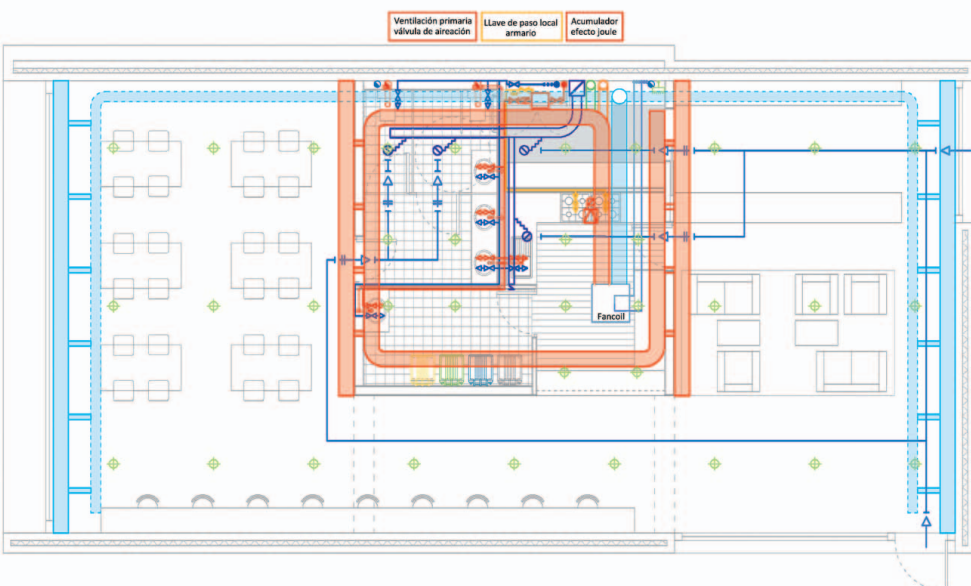 Ventilación primaria
válvula de aireación
LLave de paso local
armario
Acumulador
efecto joule
Fancoil